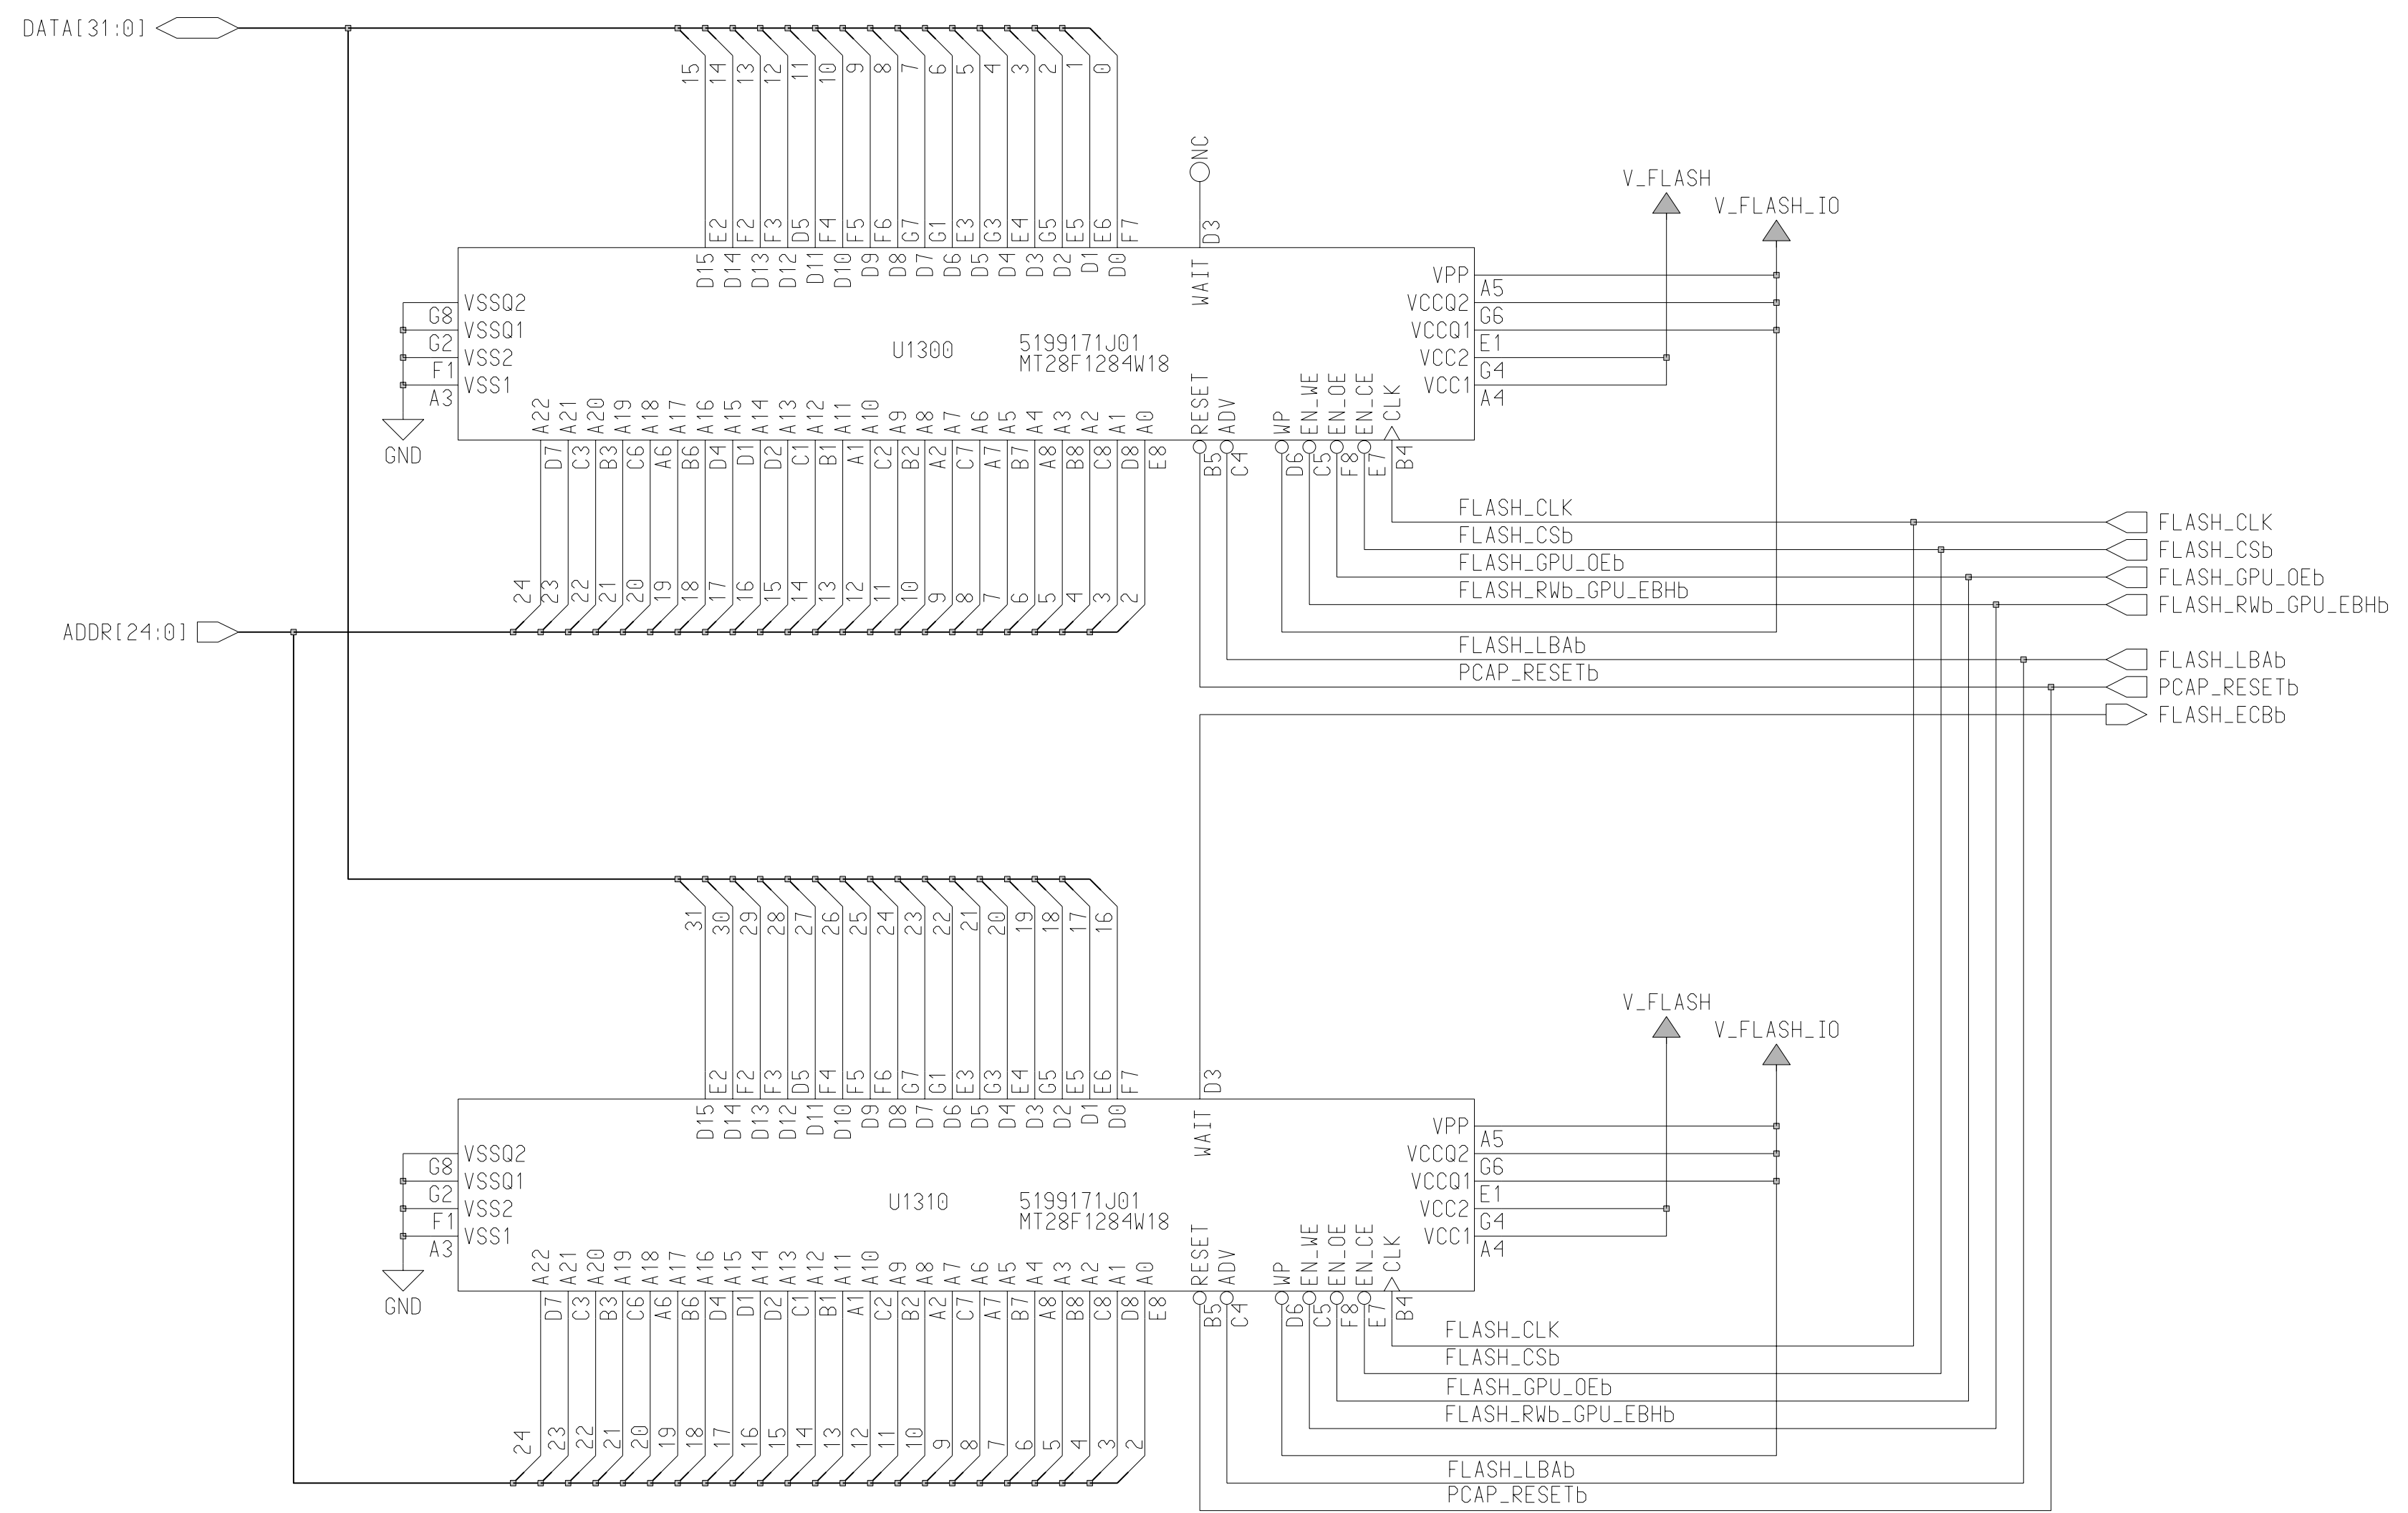 DATA[31:0]
15 14 13 12 11 10 9 8 7 6 5 4 3 2 1 0
NC
V_FLASH
V_FLASH_IO
E2 F2 F3 D5 F4 F5 F6 G7 G1 E3 G3 E4 G5 E5 E6 F7 D3
D15 D14 D13 D12 D11 D10 D9 D8 D7 D6 D5 D4 D3 D2 D1 D0 WAIT
VPP
A5
VSSQ2 VCCQ2
G8 G6
VSSQ1 VCCQ1
G2 U1300 5199171J01 E1
VSS2 MT28F1284W18 VCC2
F1 G4
VSS1 VCC1
A3 A4
A22 A21 A20 A19 A18 A17 A16 A15 A14 A13 A12 A11 A10 A9 A8 A7 A6 A5 A4 A3 A2 A1 A0 RESET ADV WP EN_WE EN_OE EN_CE CLK
GND
D7 C3 B3 C6 A6 B6 D4 D1 D2 C1 B1 A1 C2 B2 A2 C7 A7 B7 A8 B8 C8 D8 E8 B5 C4 D6 C5 F8 E7 B4
FLASH_CLK
FLASH_CLK
FLASH_CSb
FLASH_CSb
FLASH_GPU_OEb
FLASH_GPU_OEb
FLASH_RWb_GPU_EBHb
FLASH_RWb_GPU_EBHb
24 23 22 21 20 19 18 17 16 15 14 13 12 11 10 9 8 7 6 5 4 3 2
ADDR[24:0]
FLASH_LBAb
FLASH_LBAb
PCAP_RESETb
PCAP_RESETb
FLASH_ECBb
31 30 29 28 27 26 25 24 23 22 21 20 19 18 17 16
V_FLASH
V_FLASH_IO
E2 F2 F3 D5 F4 F5 F6 G7 G1 E3 G3 E4 G5 E5 E6 F7 D3
D15 D14 D13 D12 D11 D10 D9 D8 D7 D6 D5 D4 D3 D2 D1 D0 WAIT
VPP
A5
VSSQ2 VCCQ2
G8 G6
VSSQ1 VCCQ1
G2 U1310 5199171J01 E1
VSS2 MT28F1284W18 VCC2
F1 G4
VSS1 VCC1
A3 A4
A22 A21 A20 A19 A18 A17 A16 A15 A14 A13 A12 A11 A10 A9 A8 A7 A6 A5 A4 A3 A2 A1 A0 RESET ADV WP EN_WE EN_OE EN_CE CLK
GND
D7 C3 B3 C6 A6 B6 D4 D1 D2 C1 B1 A1 C2 B2 A2 C7 A7 B7 A8 B8 C8 D8 E8 B5 C4 D6 C5 F8 E7 B4
FLASH_CLK
FLASH_CSb
FLASH_GPU_OEb
FLASH_RWb_GPU_EBHb
24 23 22 21 20 19 18 17 16 15 14 13 12 11 10 9 8 7 6 5 4 3 2
FLASH_LBAb
PCAP_RESETb